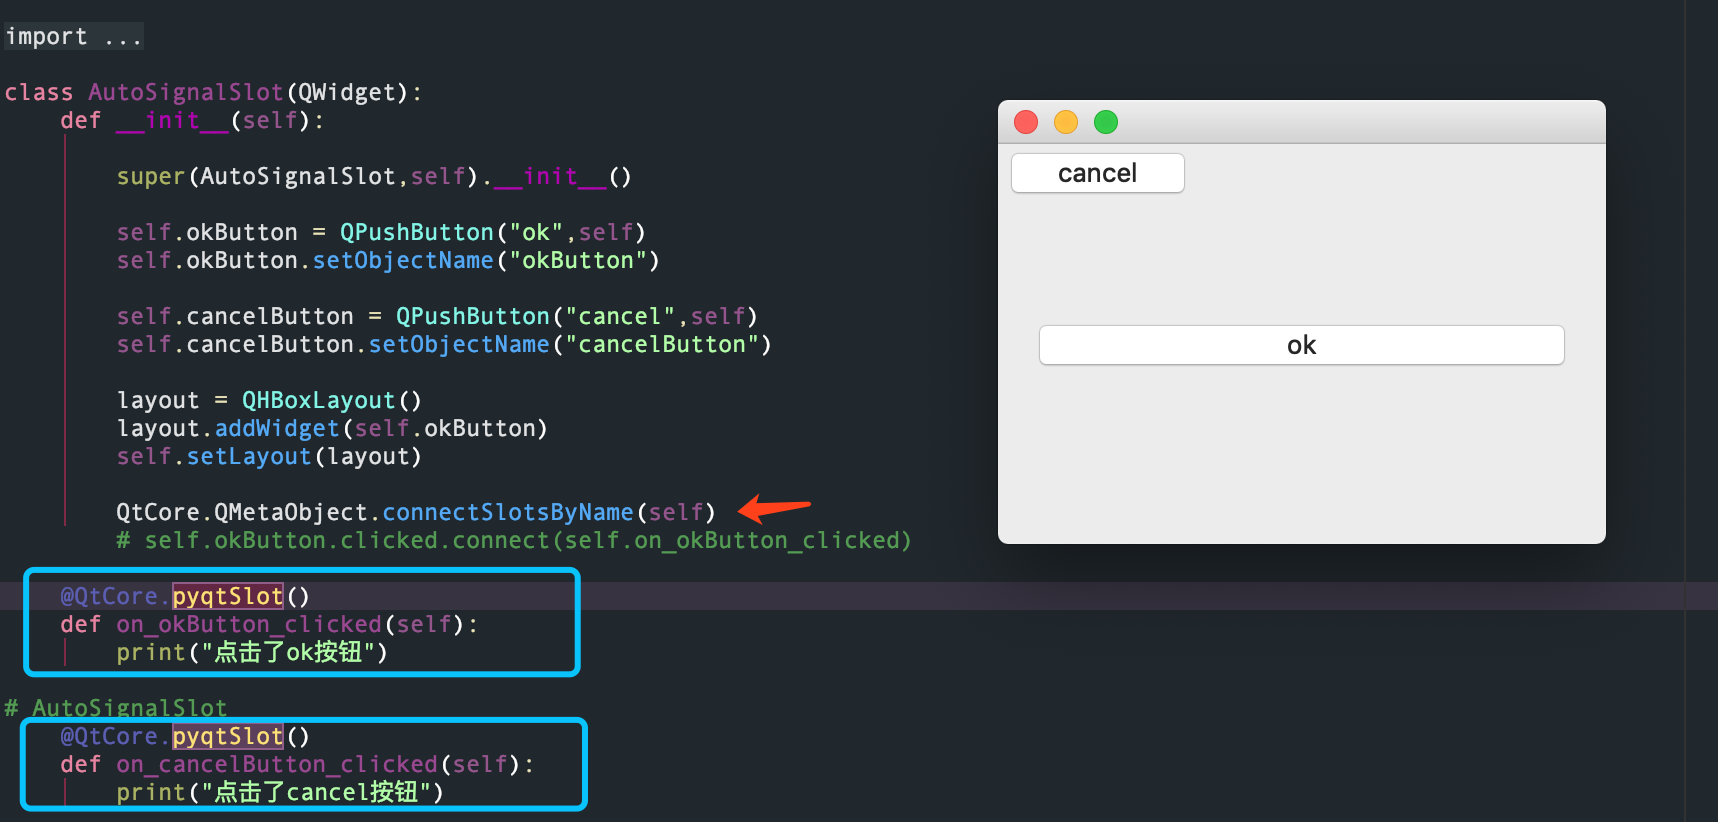 import ...
class AutoSignalSlot(QWidget):
def __init__(self):
super(AutoSignalSlot,self).__init__()
self.okButton = QPushButton("ok",self)
self.okButton.setObjectName("okButton")
self.cancelButton = QPushButton("cancel",self)
self.cancelButton.setObjectName("cancelButton")
layout = QHBoxLayout()
layout.addWidget(self.okButton)
self.setLayout(layout)
QtCore.QMetaObject.connectSlotsByName(self)
# self.okButton.clicked.connect(self.on_okButton_clicked)
@QtCore.pyqtSlot()
def on_okButton_clicked(self):
print("点击了ok按钮")
# AutoSignalSlot
@QtCore.pyqtSlot()
def on_cancelButton_clicked(self):
print("点击了cancel按钮")
cancel
ok